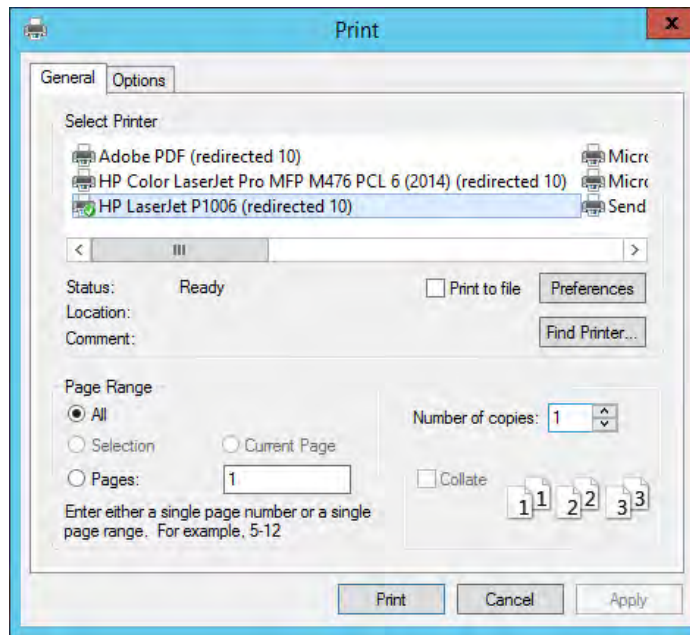 Print
x
General Options
Select Printer
Adobe PDF (redirected 10) Micro
HP Color LaserJet Pro MFP M476 PCL 6 (2014) (redirected 10) Micro
HP LaserJet P1006 (redirected 10) Send
Status: Ready Print to file Preferences
Location:
Comment: Find Printer...
Page Range
All Number of copies: 1
Selection Current Page
Pages: 1 Collate
1 1 2 2 3 3
Enter either a single page number or a single
page range. For example, 5-12
Print Cancel Apply